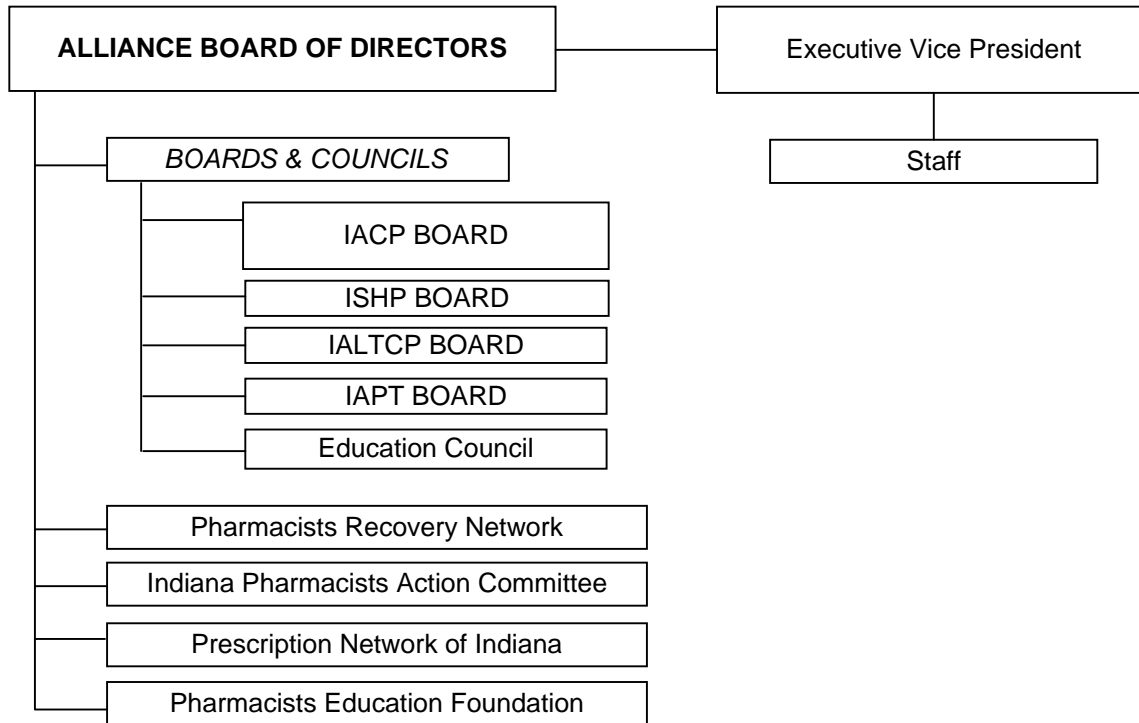 ALLIANCE BOARD OF DIRECTORS
Executive Vice President
BOARDS & COUNCILS
Staff
IACP BOARD
ISHP BOARD
IALTCP BOARD
IAPT BOARD
Education Council
Pharmacists Recovery Network
Indiana Pharmacists Action Committee
Prescription Network of Indiana
Pharmacists Education Foundation